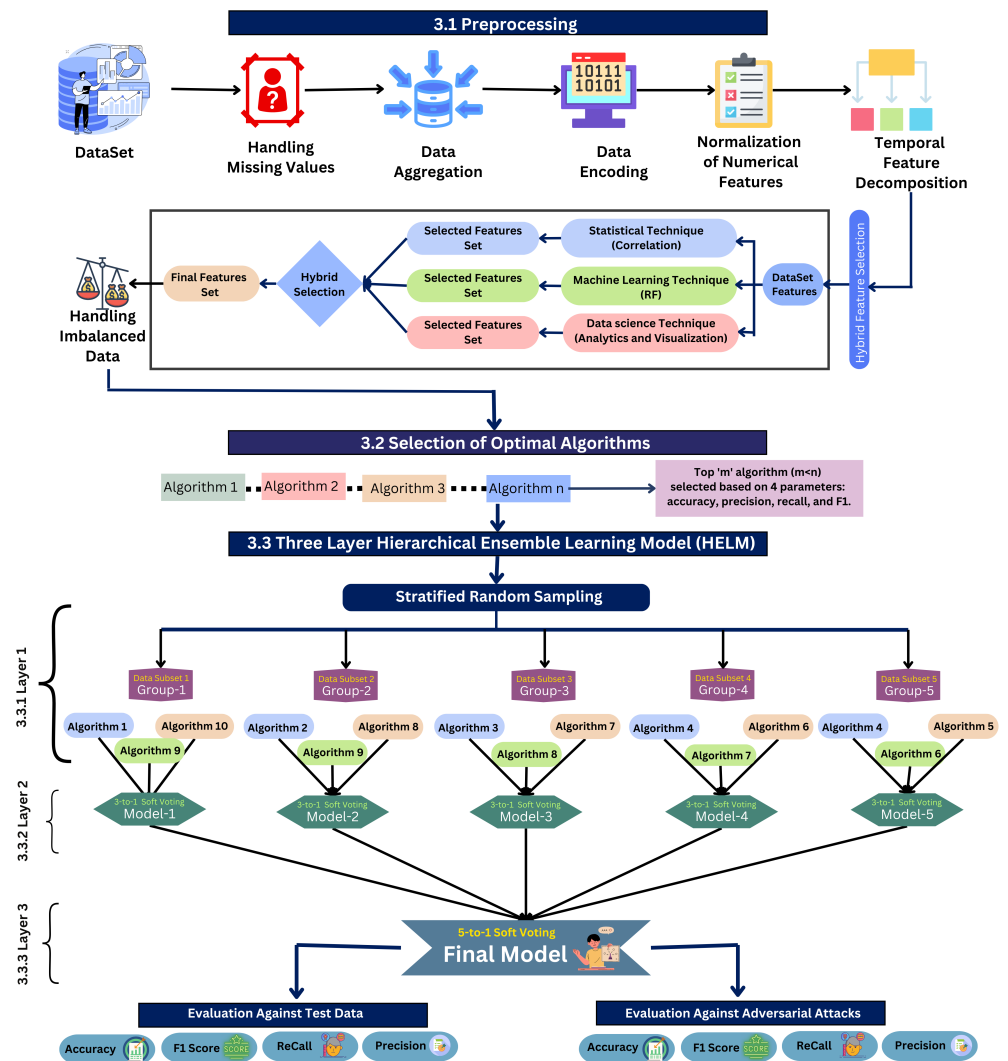 3.1 Preprocessing
10111
10101
?
DataSet
Handling
Missing Values
Data
Aggregation
Data
Encoding
Normalization
of Numerical
Features
Temporal
Feature
Decomposition
Hybrid Feature Selection
DataSet
Features
Statistical Technique
(Correlation)
Machine Learning Technique
(RF)
Data science Technique
(Analytics and Visualization)
Selected Features
Set
Selected Features
Set
Selected Features
Set
Hybrid
Selection
Final Features
Set
Handling
Imbalanced
Data
3.2 Selection of Optimal Algorithms
Algorithm 1
Algorithm 2
Algorithm 3
Algorithm n
Top 'm' algorithm (m<n)
selected based on 4 parameters:
accuracy, precision, recall, and F1.
3.3 Three Layer Hierarchical Ensemble Learning Model (HELM)
Stratified Random Sampling
3.3.1 Layer 1
Data Subset 1
Group-1
Data Subset 2
Group-2
Data Subset 3
Group-3
Data Subset 4
Group-4
Data Subset 5
Group-5
Algorithm 1
Algorithm 10
Algorithm 9
Algorithm 2
Algorithm 8
Algorithm 9
Algorithm 3
Algorithm 7
Algorithm 8
Algorithm 4
Algorithm 6
Algorithm 7
Algorithm 4
Algorithm 5
Algorithm 6
3.3.2 Layer 2
3-to-1 Soft Voting
Model-1
3-to-1 Soft Voting
Model-2
3-to-1 Soft Voting
Model-3
3-to-1 Soft Voting
Model-4
3-to-1 Soft Voting
Model-5
3.3.3 Layer 3
5-to-1 Soft Voting
Final Model
Evaluation Against Test Data
Accuracy
F1 Score
SCORE
ReCall
Precision
Evaluation Against Adversarial Attacks
Accuracy
F1 Score
SCORE
ReCall
Precision